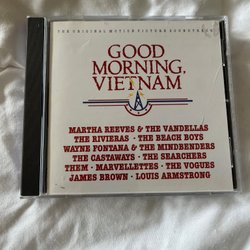 THE ORIGINAL MOTION PICTURE SOUNDTRACK
GOOD
MORNING,
VIETNAM
MARTHA REEVES & THE VANDELLAS
THE RIVIERAS · THE BEACH BOYS
WAYNE FONTANA & THE MINDBENDERS
THE CASTAWAYS · THE SEARCHERS
THEM · MARVELLETTES · THE VOGUES
JAMES BROWN · LOUIS ARMSTRONG